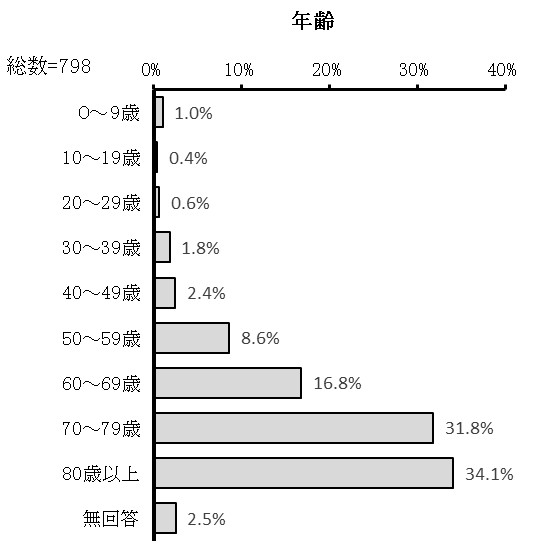 年齢
総数=798
0% 10% 20% 30% 40%
0～9歳 1.0%
10～19歳 0.4%
20～29歳 0.6%
30～39歳 1.8%
40～49歳 2.4%
50～59歳 8.6%
60～69歳 16.8%
70～79歳 31.8%
80歳以上 34.1%
無回答 2.5%